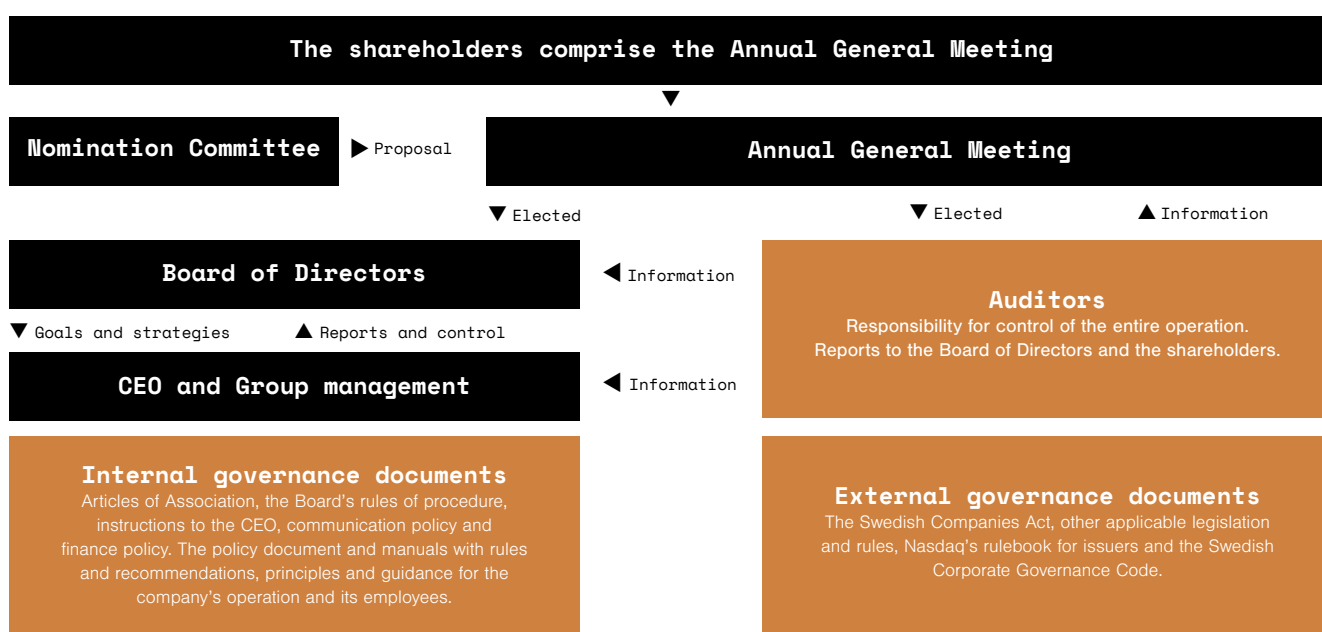 The shareholders comprise the Annual General Meeting
Nomination Committee
Proposal
Annual General Meeting
Elected
Elected
Information
Board of Directors
Information
Goals and strategies
Reports and control
CEO and Group management
Information
Auditors
Responsibility for control of the entire operation.
Reports to the Board of Directors and the shareholders.
Internal governance documents
Articles of Association, the Board’s rules of procedure,
instructions to the CEO, communication policy and
finance policy. The policy document and manuals with rules
and recommendations, principles and guidance for the
company’s operation and its employees.
External governance documents
The Swedish Companies Act, other applicable legislation
and rules, Nasdaq’s rulebook for issuers and the Swedish
Corporate Governance Code.